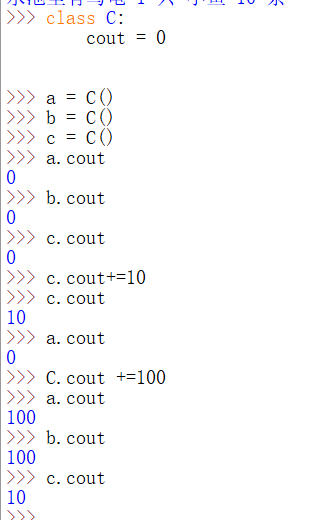 >>> class C:
        cout = 0
>>> a = C()
>>> b = C()
>>> c = C()
>>> a.cout
0
>>> b.cout
0
>>> c.cout
0
>>> c.cout+=10
>>> c.cout
10
>>> a.cout
0
>>> C.cout +=100
>>> a.cout
100
>>> b.cout
100
>>> c.cout
10
>>>